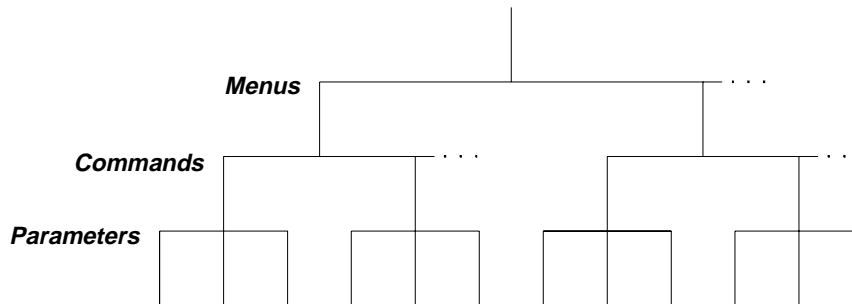 Menus . . .
Commands . . . . . .
Parameters